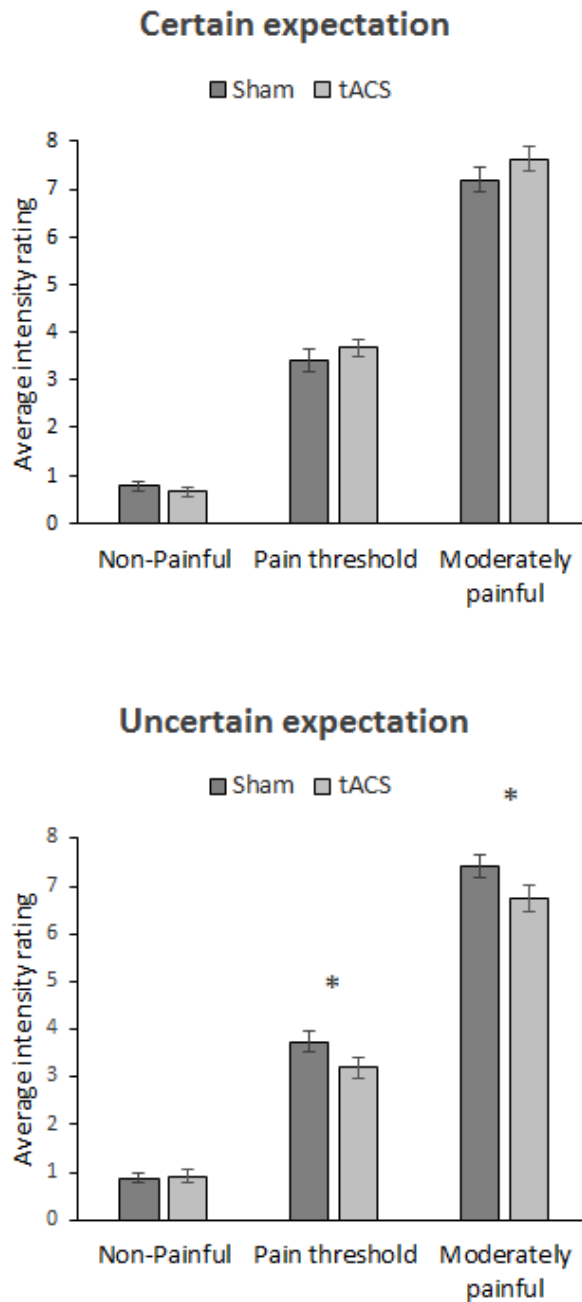 Certain expectation
Sham tACS
Average intensity rating
8
7
6
5
4
3
2
1
0
Non-Painful Pain threshold Moderately
painful
Uncertain expectation
Sham tACS
*
Average intensity rating
8
7
6
5
*
4
3
2
1
0
Non-Painful Pain threshold Moderately
painful